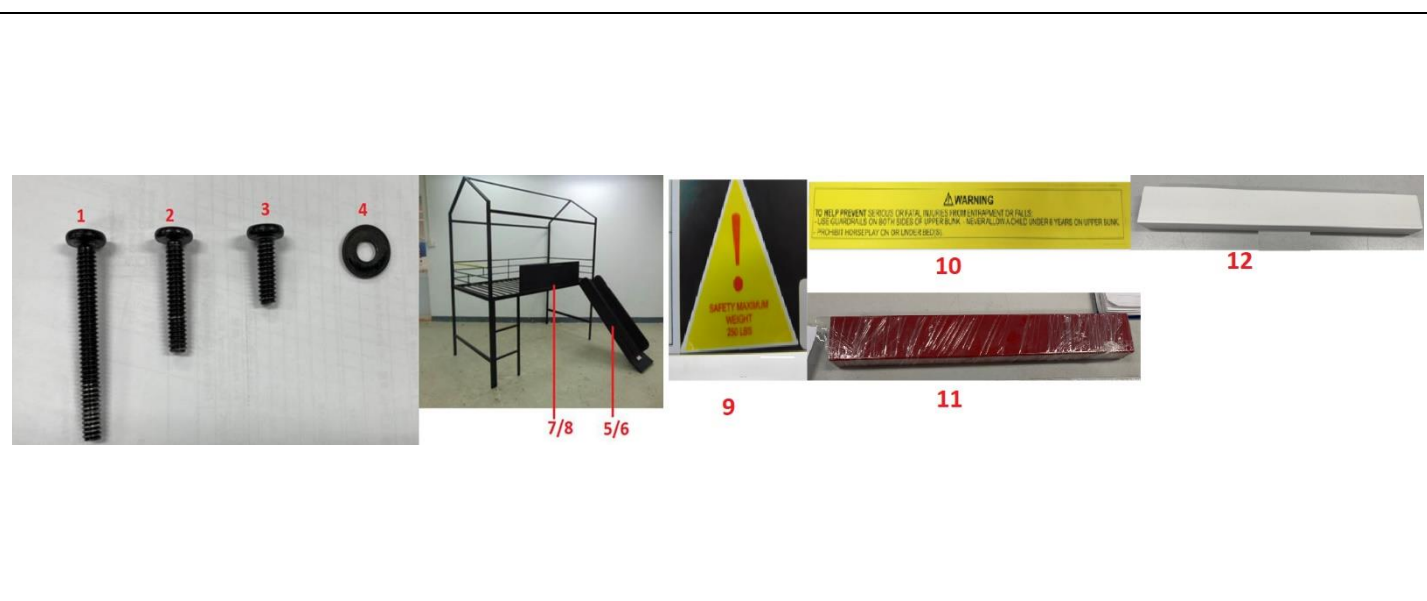 1
2
3
4
7/8
5/6
SAFETY MAXIMUM
WEIGHT
250 LBS
9
⚠WARNING
TO HELP PREVENT SERIOUS OR FATAL INJURIES FROM ENTRAPMENT OR FALLS:
-USE GUARDRAILS ON BOTH SIDES OF UPPER BUNK - NEVER ALLOW A CHILD UNDER 6 YEARS ON UPPER BUNK.
- PROHIBIT HORSEPLAY ON OR UNDER BED(S).
10
11
12